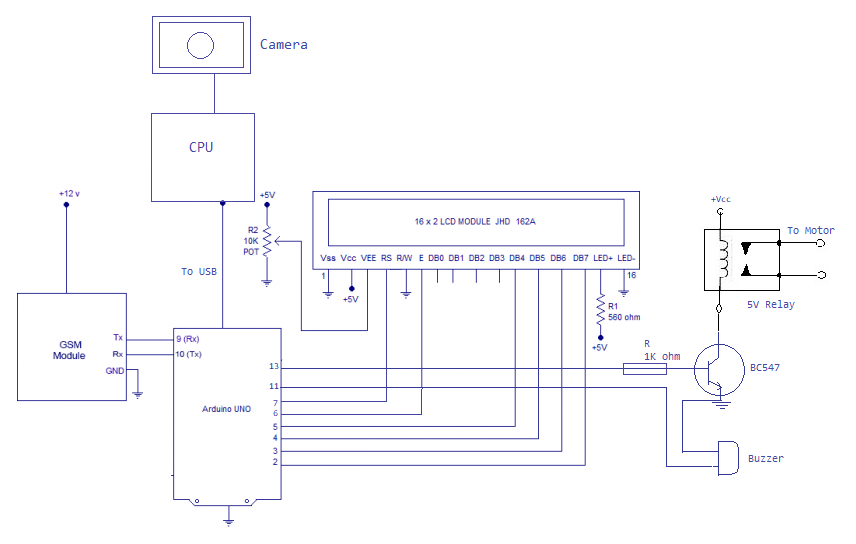 Camera
CPU
+12 v
+5V
R2
10K
POT
16 x 2 LCD MODULE JHD 162A
Vss Vcc VEE RS R/W E DB0 DB1 DB2 DB3 DB4 DB5 DB6 DB7 LED+ LED-
1
16
+5V
R1
560 ohm
+5V
+Vcc
To Motor
5V Relay
To USB
GSM
Module
Tx
Rx
GND
9 (Rx)
10 (Tx)
Arduino UNO
13
11
7
6
5
4
3
2
R
1K ohm
BC547
Buzzer